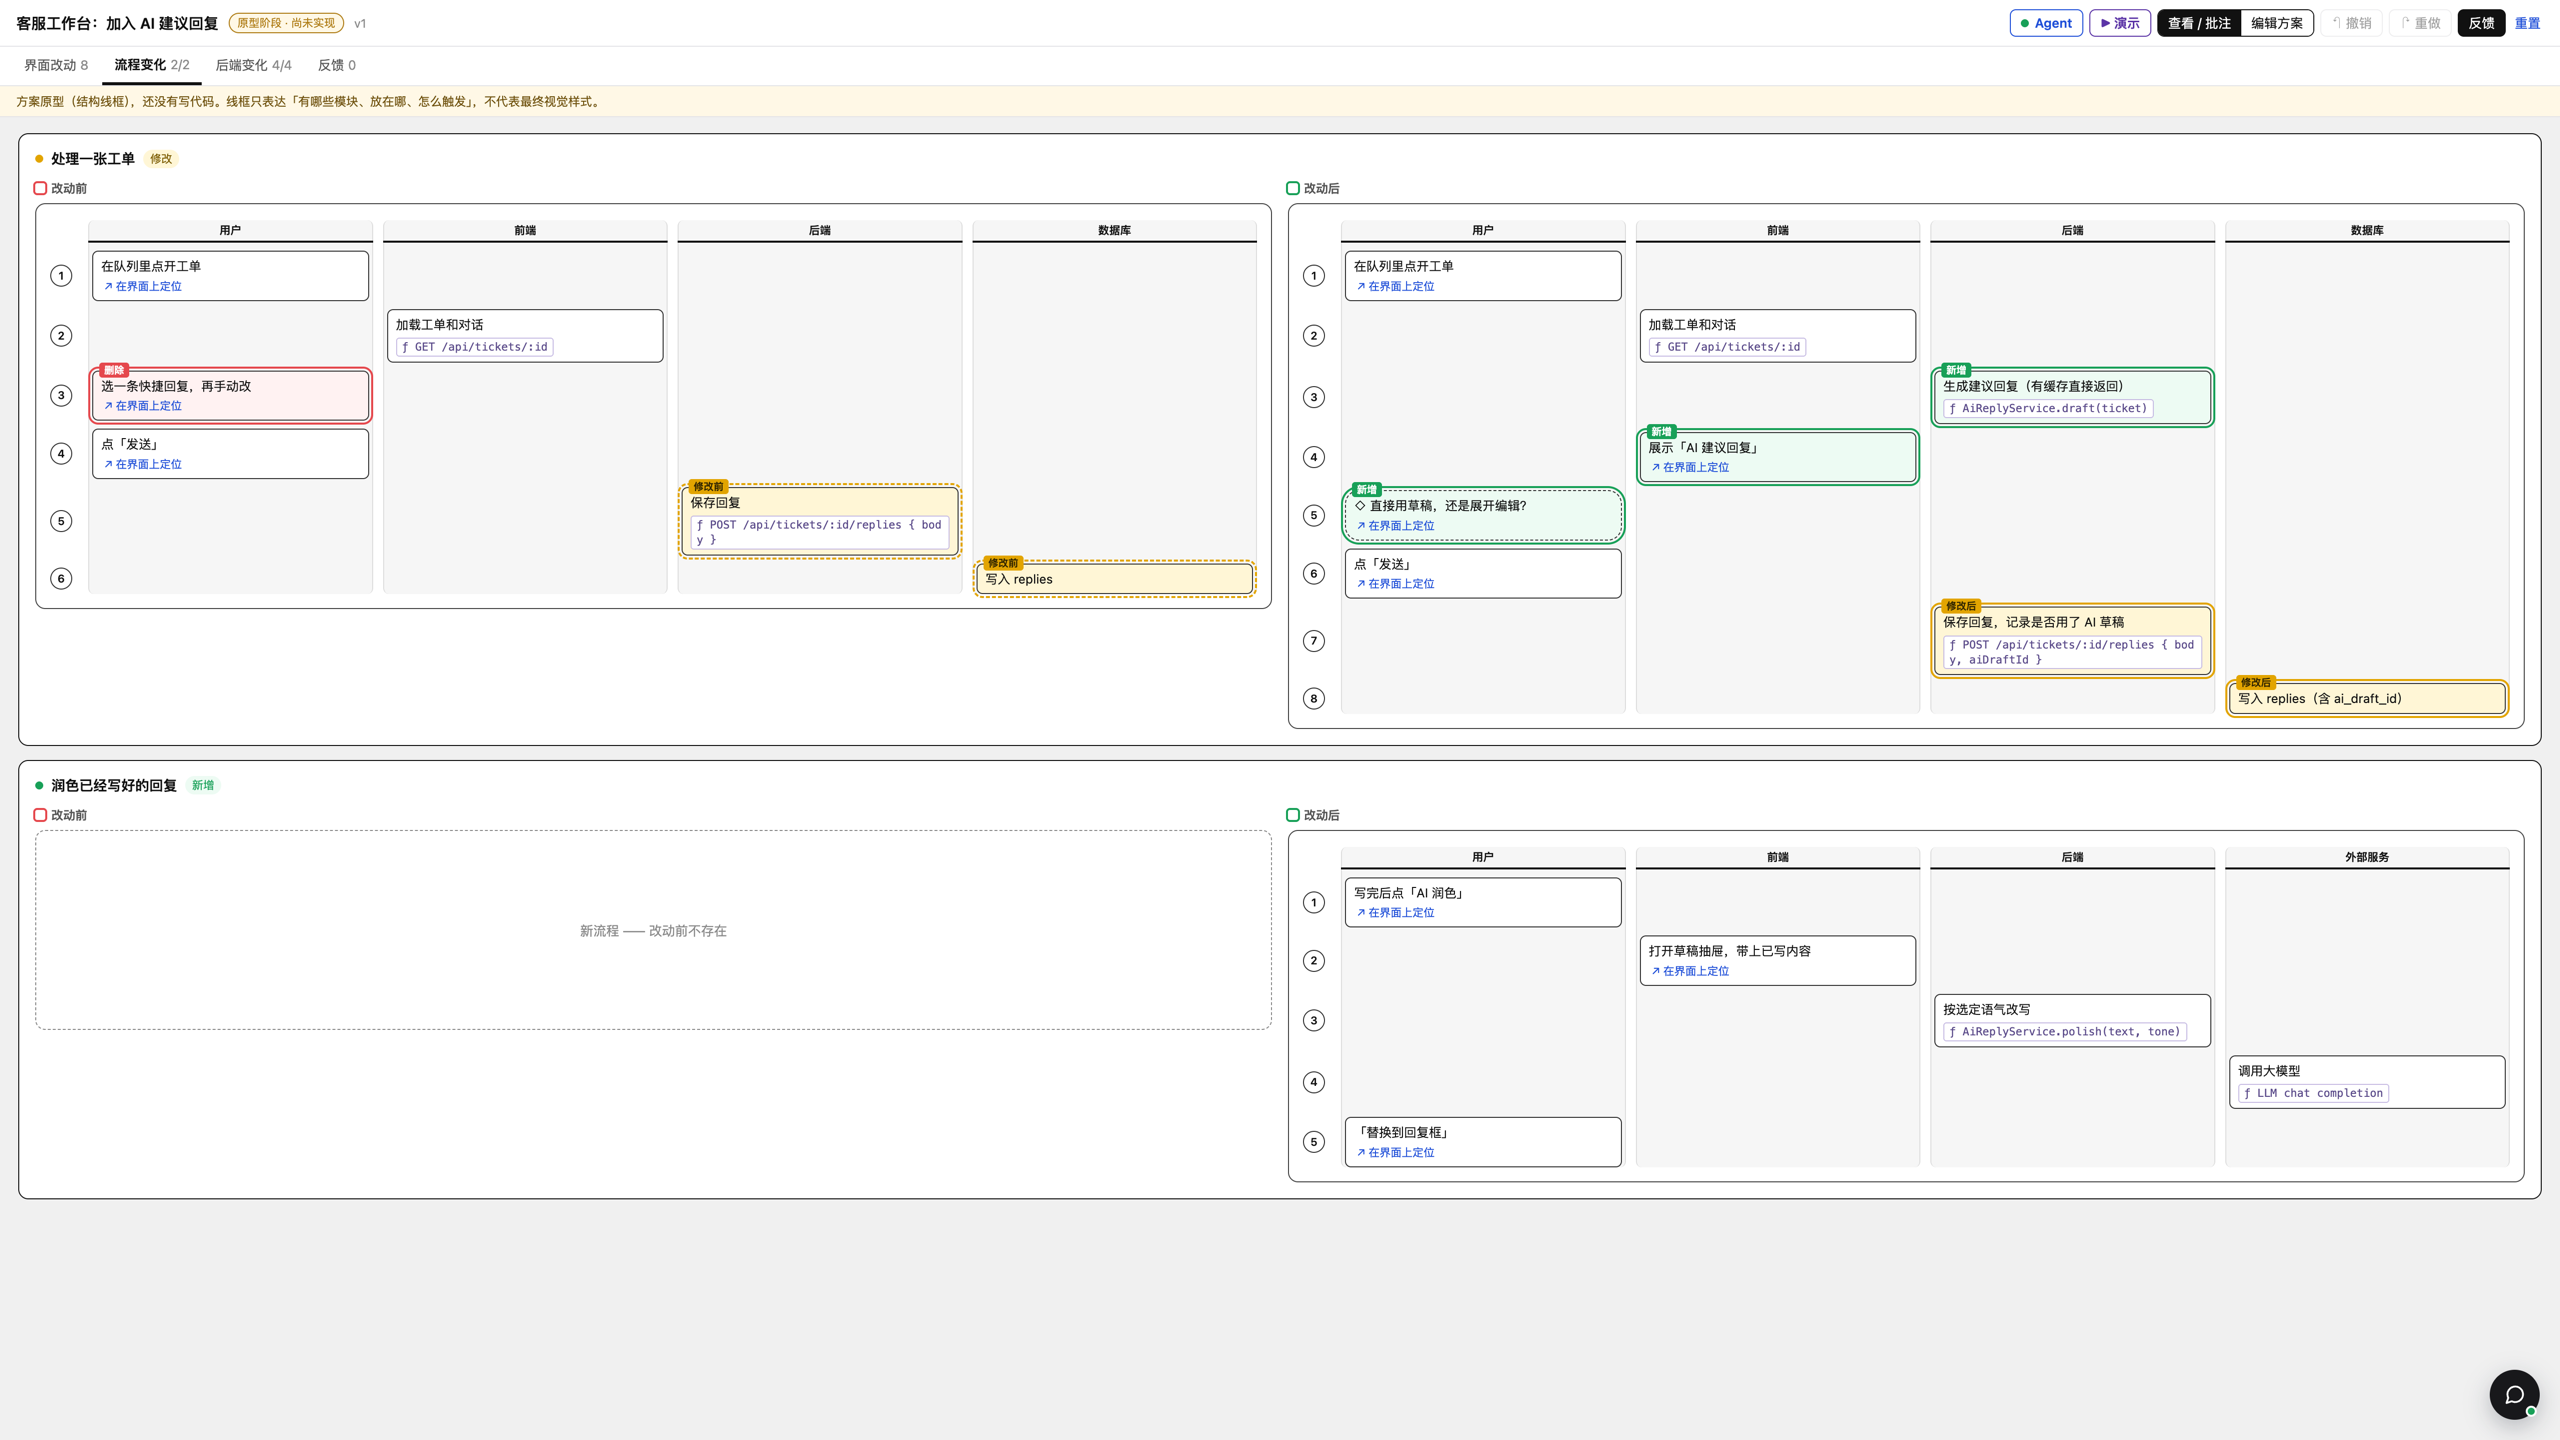 客服工作台：加入 AI 建议回复 原型阶段 · 尚未实现 v1 Agent 演示 查看 / 批注 编辑方案 撤销 重做 反馈 重置
界面改动 8 流程变化 2/2 后端变化 4/4 反馈 0
方案原型（结构线框），还没有写代码。线框只表达「有哪些模块、放在哪、怎么触发」，不代表最终视觉样式。
处理一张工单 修改
改动前
用户 前端 后端 数据库
1
在队列里点开工单
↗ 在界面上定位
2
加载工单和对话
ƒ GET /api/tickets/:id
3
删除
选一条快捷回复，再手动改
↗ 在界面上定位
4
点「发送」
↗ 在界面上定位
5
修改前
保存回复
ƒ POST /api/tickets/:id/replies { bod
y }
6
修改前
写入 replies
改动后
用户 前端 后端 数据库
1
在队列里点开工单
↗ 在界面上定位
2
加载工单和对话
ƒ GET /api/tickets/:id
3
新增
生成建议回复（有缓存直接返回）
ƒ AiReplyService.draft(ticket)
4
新增
展示「AI 建议回复」
↗ 在界面上定位
5
新增
◇ 直接用草稿，还是展开编辑？
↗ 在界面上定位
6
点「发送」
↗ 在界面上定位
7
修改后
保存回复，记录是否用了 AI 草稿
ƒ POST /api/tickets/:id/replies { bod
y, aiDraftId }
8
修改后
写入 replies（含 ai_draft_id）
润色已经写好的回复 新增
改动前
新流程 —— 改动前不存在
改动后
用户 前端 后端 外部服务
1
写完后点「AI 润色」
↗ 在界面上定位
2
打开草稿抽屉，带上已写内容
↗ 在界面上定位
3
按选定语气改写
ƒ AiReplyService.polish(text, tone)
4
调用大模型
ƒ LLM chat completion
5
「替换到回复框」
↗ 在界面上定位